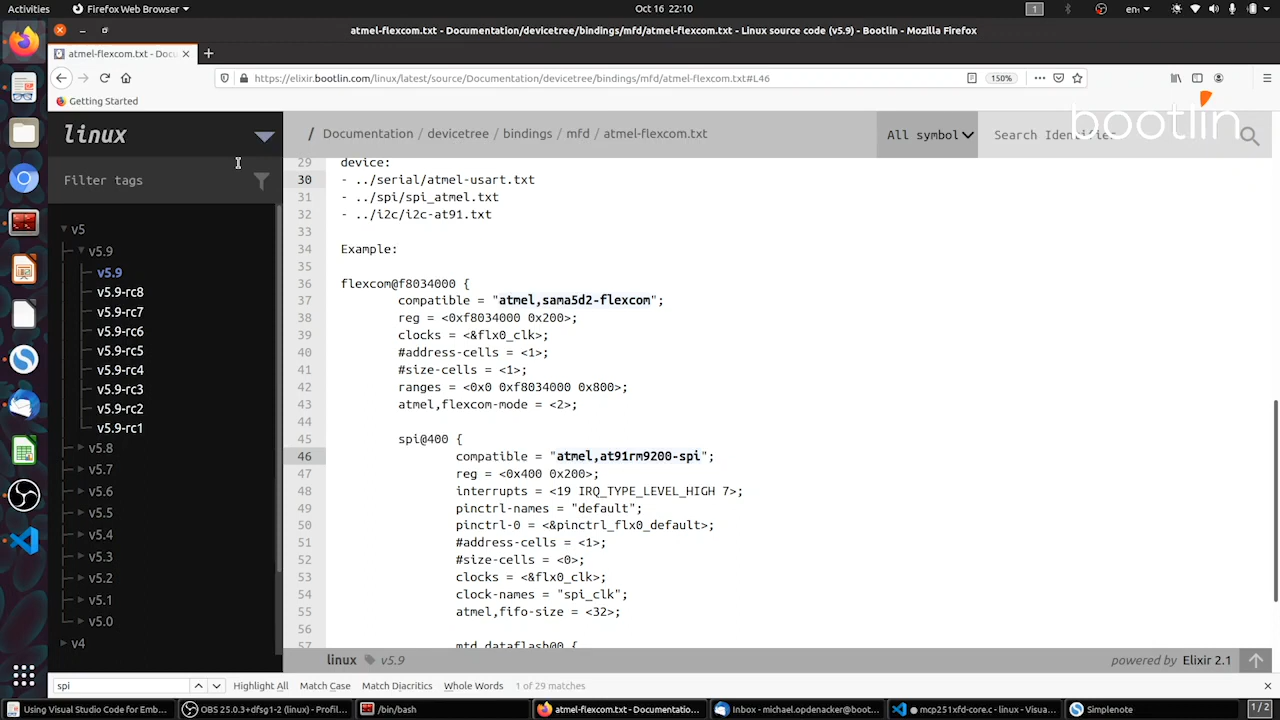 Activities
Firefox Web Browser
Oct 16 22:10
1
en
atmel-flexcom.txt - Documentation/devicetree/bindings/mfd/atmel-flexcom.txt - Linux source code (v5.9) - Bootlin - Mozilla Firefox
atmel-flexcom.txt - Docu
https://elixir.bootlin.com/linux/latest/source/Documentation/devicetree/bindings/mfd/atmel-flexcom.txt#L46
150%
Getting Started
bootlin
linux
/ Documentation / devicetree / bindings / mfd / atmel-flexcom.txt
All symbol
Search Identifier
Filter tags
v5
v5.9
v5.9
v5.9-rc8
v5.9-rc7
v5.9-rc6
v5.9-rc5
v5.9-rc4
v5.9-rc3
v5.9-rc2
v5.9-rc1
v5.8
v5.7
v5.6
v5.5
v5.4
v5.3
v5.2
v5.1
v5.0
v4
29 device:
30 - ../serial/atmel-usart.txt
31 - ../spi/spi_atmel.txt
32 - ../i2c/i2c-at91.txt
33
34 Example:
35
36 flexcom@f8034000 {
37 compatible = "atmel,sama5d2-flexcom";
38 reg = <0xf8034000 0x200>;
39 clocks = <&flx0_clk>;
40 #address-cells = <1>;
41 #size-cells = <1>;
42 ranges = <0x0 0xf8034000 0x800>;
43 atmel,flexcom-mode = <2>;
44
45 spi@400 {
46 compatible = "atmel,at91rm9200-spi";
47 reg = <0x400 0x200>;
48 interrupts = <19 IRQ_TYPE_LEVEL_HIGH 7>;
49 pinctrl-names = "default";
50 pinctrl-0 = <&pinctrl_flx0_default>;
51 #address-cells = <1>;
52 #size-cells = <0>;
53 clocks = <&flx0_clk>;
54 clock-names = "spi_clk";
55 atmel,fifo-size = <32>;
56
57 mtd_dataflash@0 {
linux v5.9
powered by Elixir 2.1
spi
Highlight All
Match Case
Match Diacritics
Whole Words
1 of 29 matches
Using Visual Studio Code for Emb...
OBS 25.0.3+dfsg1-2 (linux) - Profil...
/bin/bash
atmel-flexcom.txt - Documentation...
Inbox - michael.opdenacker@bootl...
● mcp251xfd-core.c - linux - Visua...
Simplenote
1 / 2